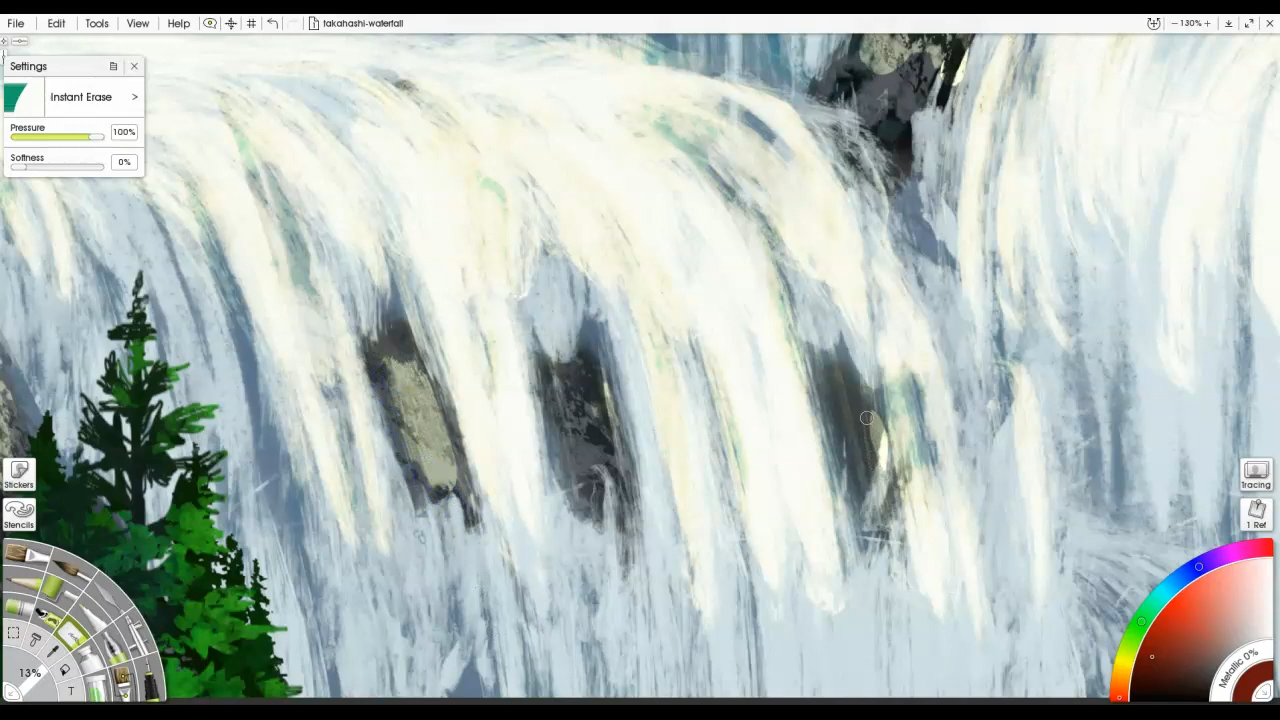 File Edit Tools View Help takahashi-waterfall − 130% +
Settings
Instant Erase >
Pressure 100%
Softness 0%
Stickers
Stencils
Tracing
1 Ref
13%
T
Metallic 0%